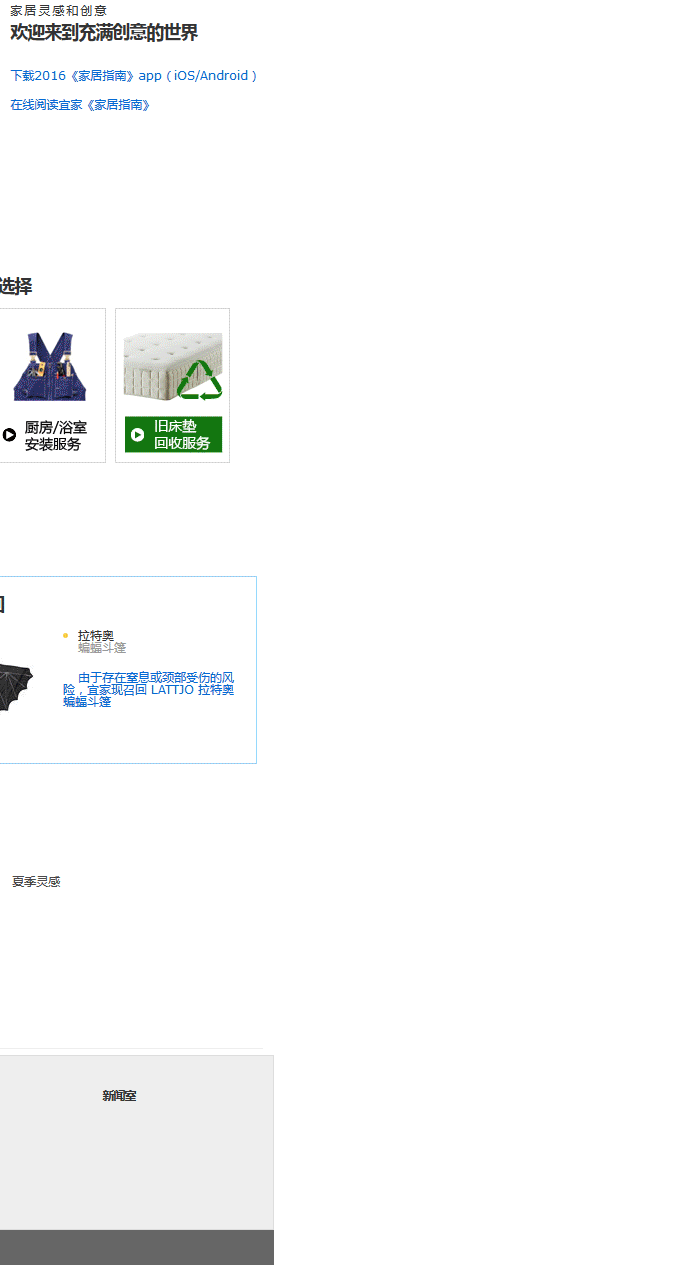 家居灵感和创意
欢迎来到充满创意的世界
下载2016《家居指南》app（iOS/Android）
在线阅读宜家《家居指南》
选择
厨房/浴室
安装服务
旧床垫
回收服务
拉特奥
蝙蝠斗篷
由于存在窒息或颈部受伤的风
险，宜家现召回 LATTJO 拉特奥
蝙蝠斗篷
夏季灵感
新闻室